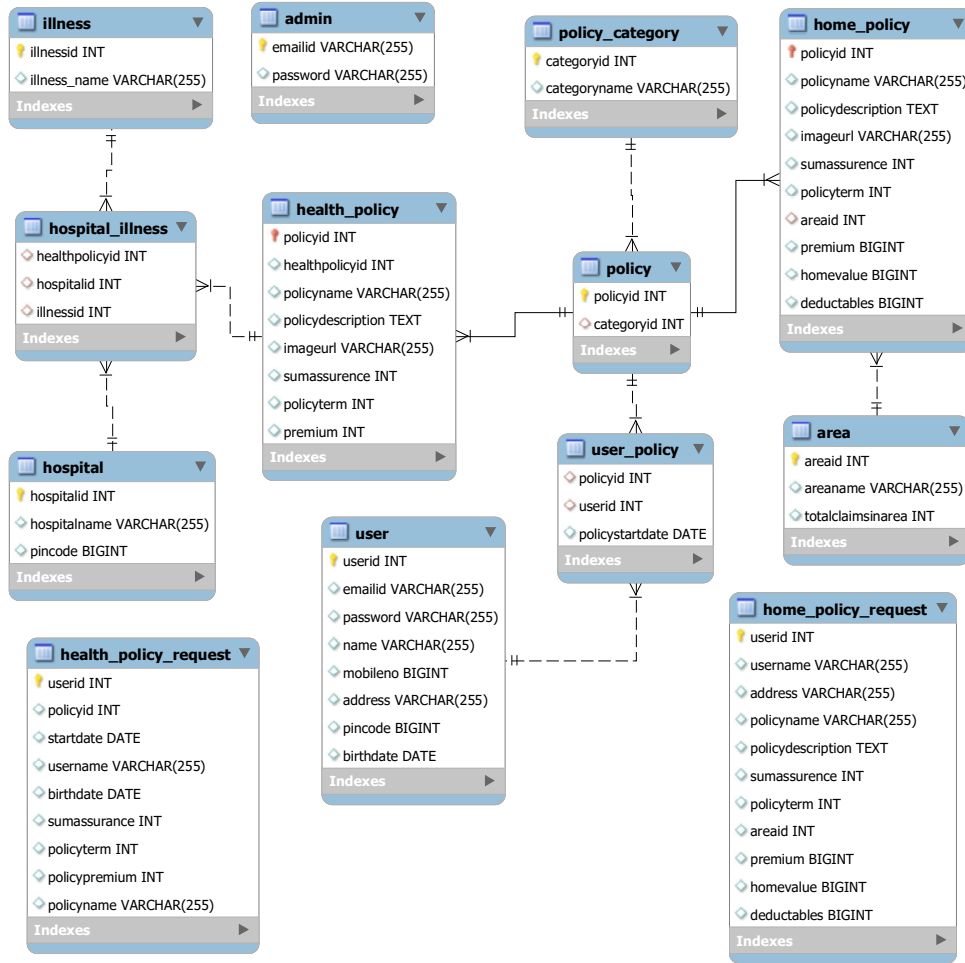 illness
illnessid INT
illness_name VARCHAR(255)
Indexes
admin
emailid VARCHAR(255)
password VARCHAR(255)
Indexes
policy_category
categoryid INT
categoryname VARCHAR(255)
Indexes
home_policy
policyid INT
policyname VARCHAR(255)
policydescription TEXT
imageurl VARCHAR(255)
sumassurence INT
policyterm INT
areaid INT
premium BIGINT
homevalue BIGINT
deductables BIGINT
Indexes
hospital_illness
healthpolicyid INT
hospitalid INT
illnessid INT
Indexes
health_policy
policyid INT
healthpolicyid INT
policyname VARCHAR(255)
policydescription TEXT
imageurl VARCHAR(255)
sumassurence INT
policyterm INT
premium INT
Indexes
policy
policyid INT
categoryid INT
Indexes
hospital
hospitalid INT
hospitalname VARCHAR(255)
pincode BIGINT
Indexes
user_policy
policyid INT
userid INT
policystartdate DATE
Indexes
area
areaid INT
areaname VARCHAR(255)
totalclaimsinarea INT
Indexes
user
userid INT
emailid VARCHAR(255)
password VARCHAR(255)
name VARCHAR(255)
mobileno BIGINT
address VARCHAR(255)
pincode BIGINT
birthdate DATE
Indexes
health_policy_request
userid INT
policyid INT
startdate DATE
username VARCHAR(255)
birthdate DATE
sumassurance INT
policyterm INT
policypremium INT
policyname VARCHAR(255)
Indexes
home_policy_request
userid INT
username VARCHAR(255)
address VARCHAR(255)
policyname VARCHAR(255)
policydescription TEXT
sumassurence INT
policyterm INT
areaid INT
premium BIGINT
homevalue BIGINT
deductables BIGINT
Indexes